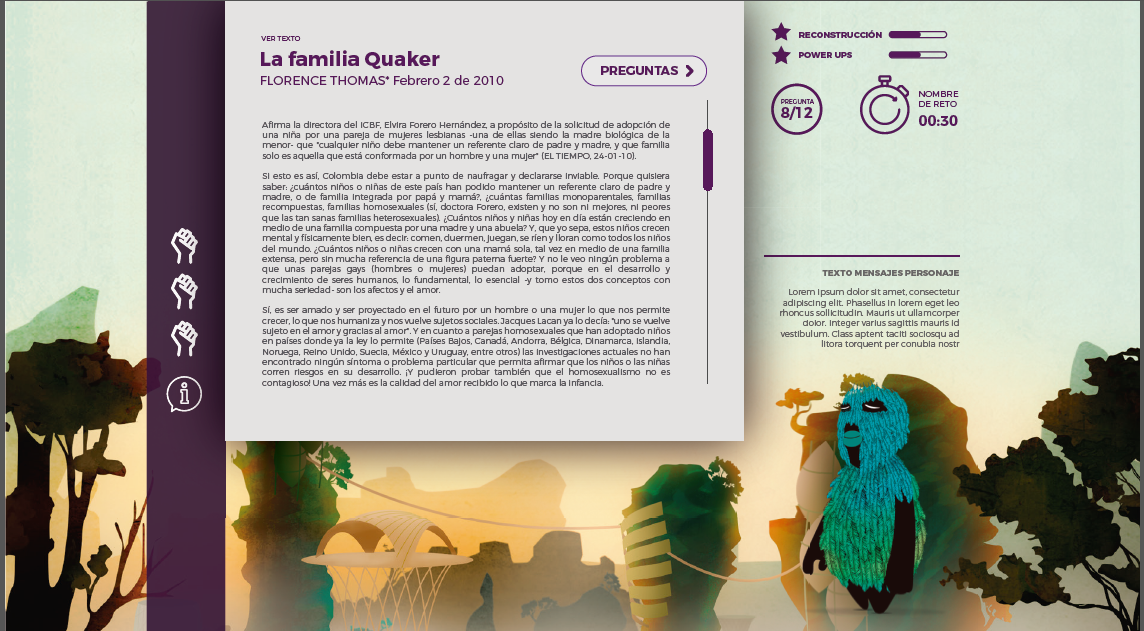 VER TEXTO
La familia Quaker
FLORENCE THOMAS* Febrero 2 de 2010
PREGUNTAS
Afirma la directora del ICBF, Elvira Forero Hernández, a propósito de la solicitud de adopción de
una niña por una pareja de mujeres lesbianas -una de ellas siendo la madre biológica de la
menor- que "cualquier niño debe mantener un referente claro de padre y madre, y que familia
solo es aquella que está conformada por un hombre y una mujer" (EL TIEMPO, 24-01-10).
Si esto es así, Colombia debe estar a punto de naufragar y declararse inviable. Porque quisiera
saber: ¿cuántos niños o niñas de este país han podido mantener un referente claro de padre y
madre, o de familia integrada por papá y mamá?, ¿cuántas familias monoparentales, familias
recompuestas, familias homosexuales (sí, doctora Forero, existen y no son ni mejores, ni peores
que las tan sanas familias heterosexuales). ¿Cuántos niños y niñas hoy en día están creciendo en
medio de una familia compuesta por una madre y una abuela? Y, que yo sepa, estos niños crecen
mental y físicamente bien, es decir: comen, duermen, juegan, se ríen y lloran como todos los niños
del mundo. ¿Cuántos niños o niñas crecen con una mamá sola, tal vez en medio de una familia
extensa, pero sin mucha referencia de una figura paterna fuerte? Y no le veo ningún problema a
que unas parejas gays (hombres o mujeres) puedan adoptar, porque en el desarrollo y
crecimiento de seres humanos, lo fundamental, lo esencial -y tomo estos dos conceptos con
mucha seriedad- son los afectos y el amor.
Sí, es ser amado y ser proyectado en el futuro por un hombre o una mujer lo que nos permite
crecer, lo que nos humaniza y nos vuelve sujetos sociales. Jacques Lacan ya lo decía: "uno se vuelve
sujeto en el amor y gracias al amor". Y en cuanto a parejas homosexuales que han adoptado niños
en países donde ya la ley lo permite (Países Bajos, Canadá, Andorra, Bélgica, Dinamarca, Islandia,
Noruega, Reino Unido, Suecia, México y Uruguay, entre otros) las investigaciones actuales no han
encontrado ningún síntoma o problema particular que permita afirmar que los niños o las niñas
corren riesgos en su desarrollo. ¡Y pudieron probar también que el homosexualismo no es
contagioso! Una vez más es la calidad del amor recibido lo que marca la infancia.
RECONSTRUCCIÓN
POWER UPS
PREGUNTA
8/12
NOMBRE
DE RETO
00:30
TEXTO MENSAJES PERSONAJE
Lorem ipsum dolor sit amet, consectetur
adipiscing elit. Phasellus in lorem eget leo
rhoncus sollicitudin. Mauris ut ullamcorper
dolor. Integer varius sagittis mauris id
vestibulum. Class aptent taciti sociosqu ad
litora torquent per conubia nostr